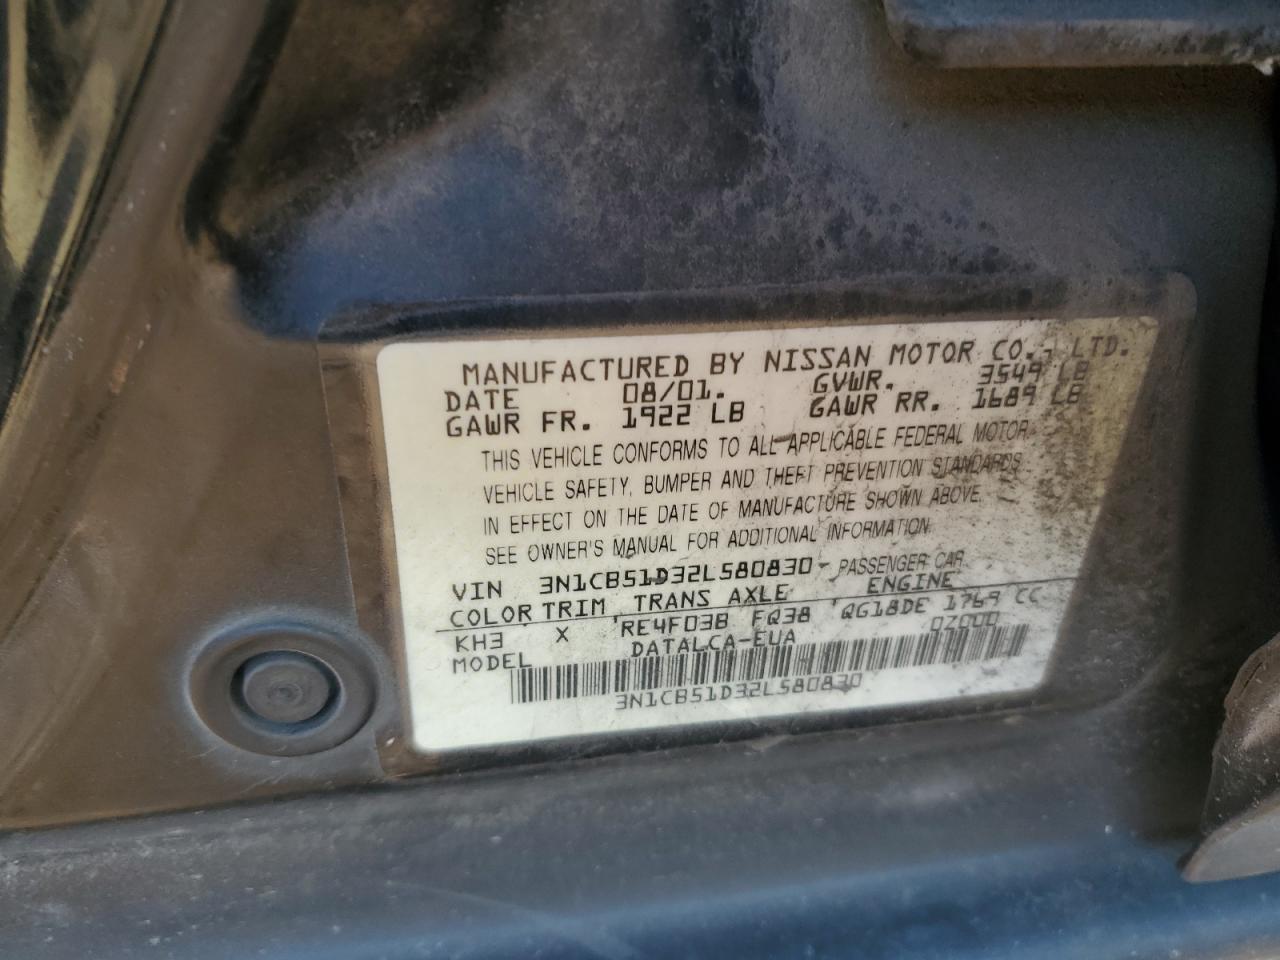 MANUFACTURED BY NISSAN MOTOR CO., LTD.
DATE 08/01. GVWR. 3549 LB
GAWR FR. 1922 LB GAWR RR. 1689 LB
THIS VEHICLE CONFORMS TO ALL APPLICABLE FEDERAL MOTOR
VEHICLE SAFETY, BUMPER AND THEFT PREVENTION STANDARDS
IN EFFECT ON THE DATE OF MANUFACTURE SHOWN ABOVE.
SEE OWNER'S MANUAL FOR ADDITIONAL INFORMATION.
VIN 3N1CB51D32L580830 PASSENGER CAR
COLOR TRIM TRANS AXLE ENGINE
KH3 X RE4F03B FQ38 QG18DE 1769 CC
MODEL DATALCA-EUA 07000
3N1CB51D32L580830